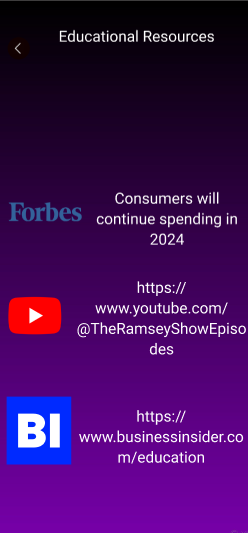 Educational Resources
Forbes
Consumers will
continue spending in
2024
https://
www.youtube.com/
@TheRamseyShowEpiso
des
BI
https://
www.businessinsider.co
m/education